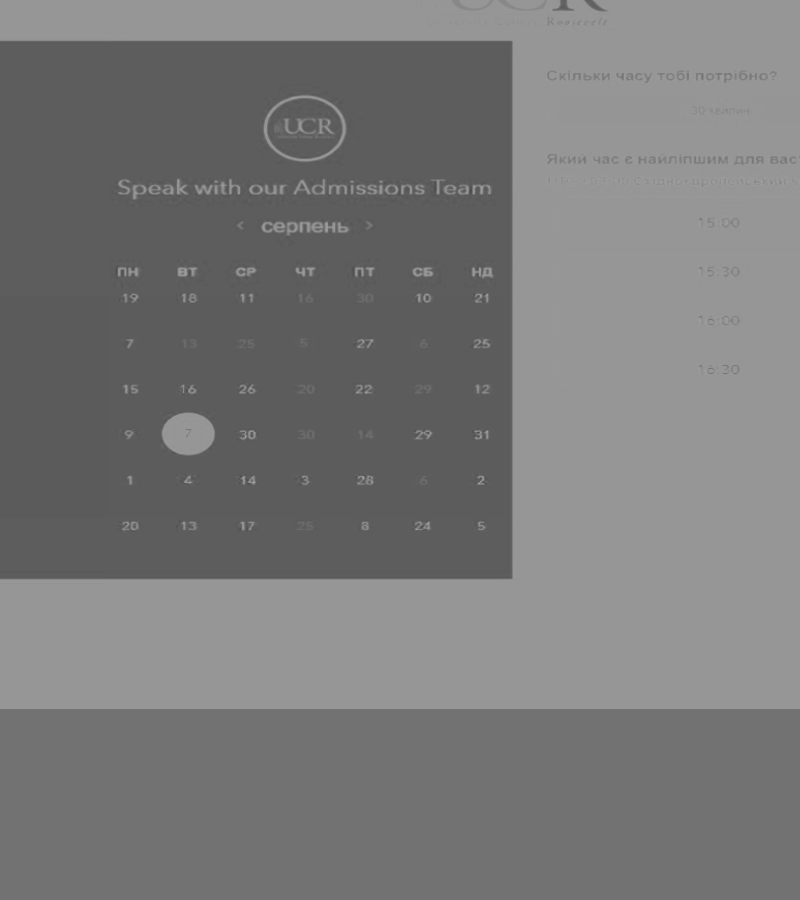 UCR
Roosevelt
UCR
Speak with our Admissions Team
< серпень >
ПН ВТ СР ЧТ ПТ СБ НД
19 18 11 16 30 10 21
7 13 25 5 27 6 25
15 16 26 20 22 29 12
9 7 30 30 14 29 31
1 4 14 3 28 6 2
20 13 17 25 8 24 5
Скільки часу тобі потрібно?
30 хвилин
Який час є найліпшим для вас
Східноєвропейський
15:00
15:30
16:00
16:30